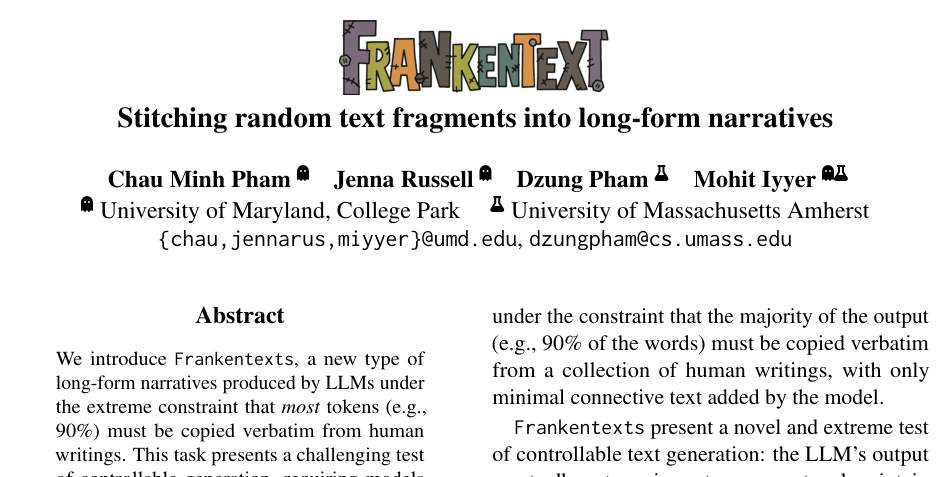 FRANKENTEXT
Stitching random text fragments into long-form narratives
Chau Minh Pham Jenna Russell Dzung Pham Mohit Iyyer
University of Maryland, College Park University of Massachusetts Amherst
{chau,jennarus,miyyer}@umd.edu, dzungpham@cs.umass.edu
Abstract
We introduce Frankentexts, a new type of
long-form narratives produced by LLMs under
the extreme constraint that most tokens (e.g.,
90%) must be copied verbatim from human
writings. This task presents a challenging test
of controllable generation, requiring models
under the constraint that the majority of the output
(e.g., 90% of the words) must be copied verbatim
from a collection of human writings, with only
minimal connective text added by the model.
Frankentexts present a novel and extreme test
of controllable text generation: the LLM's output